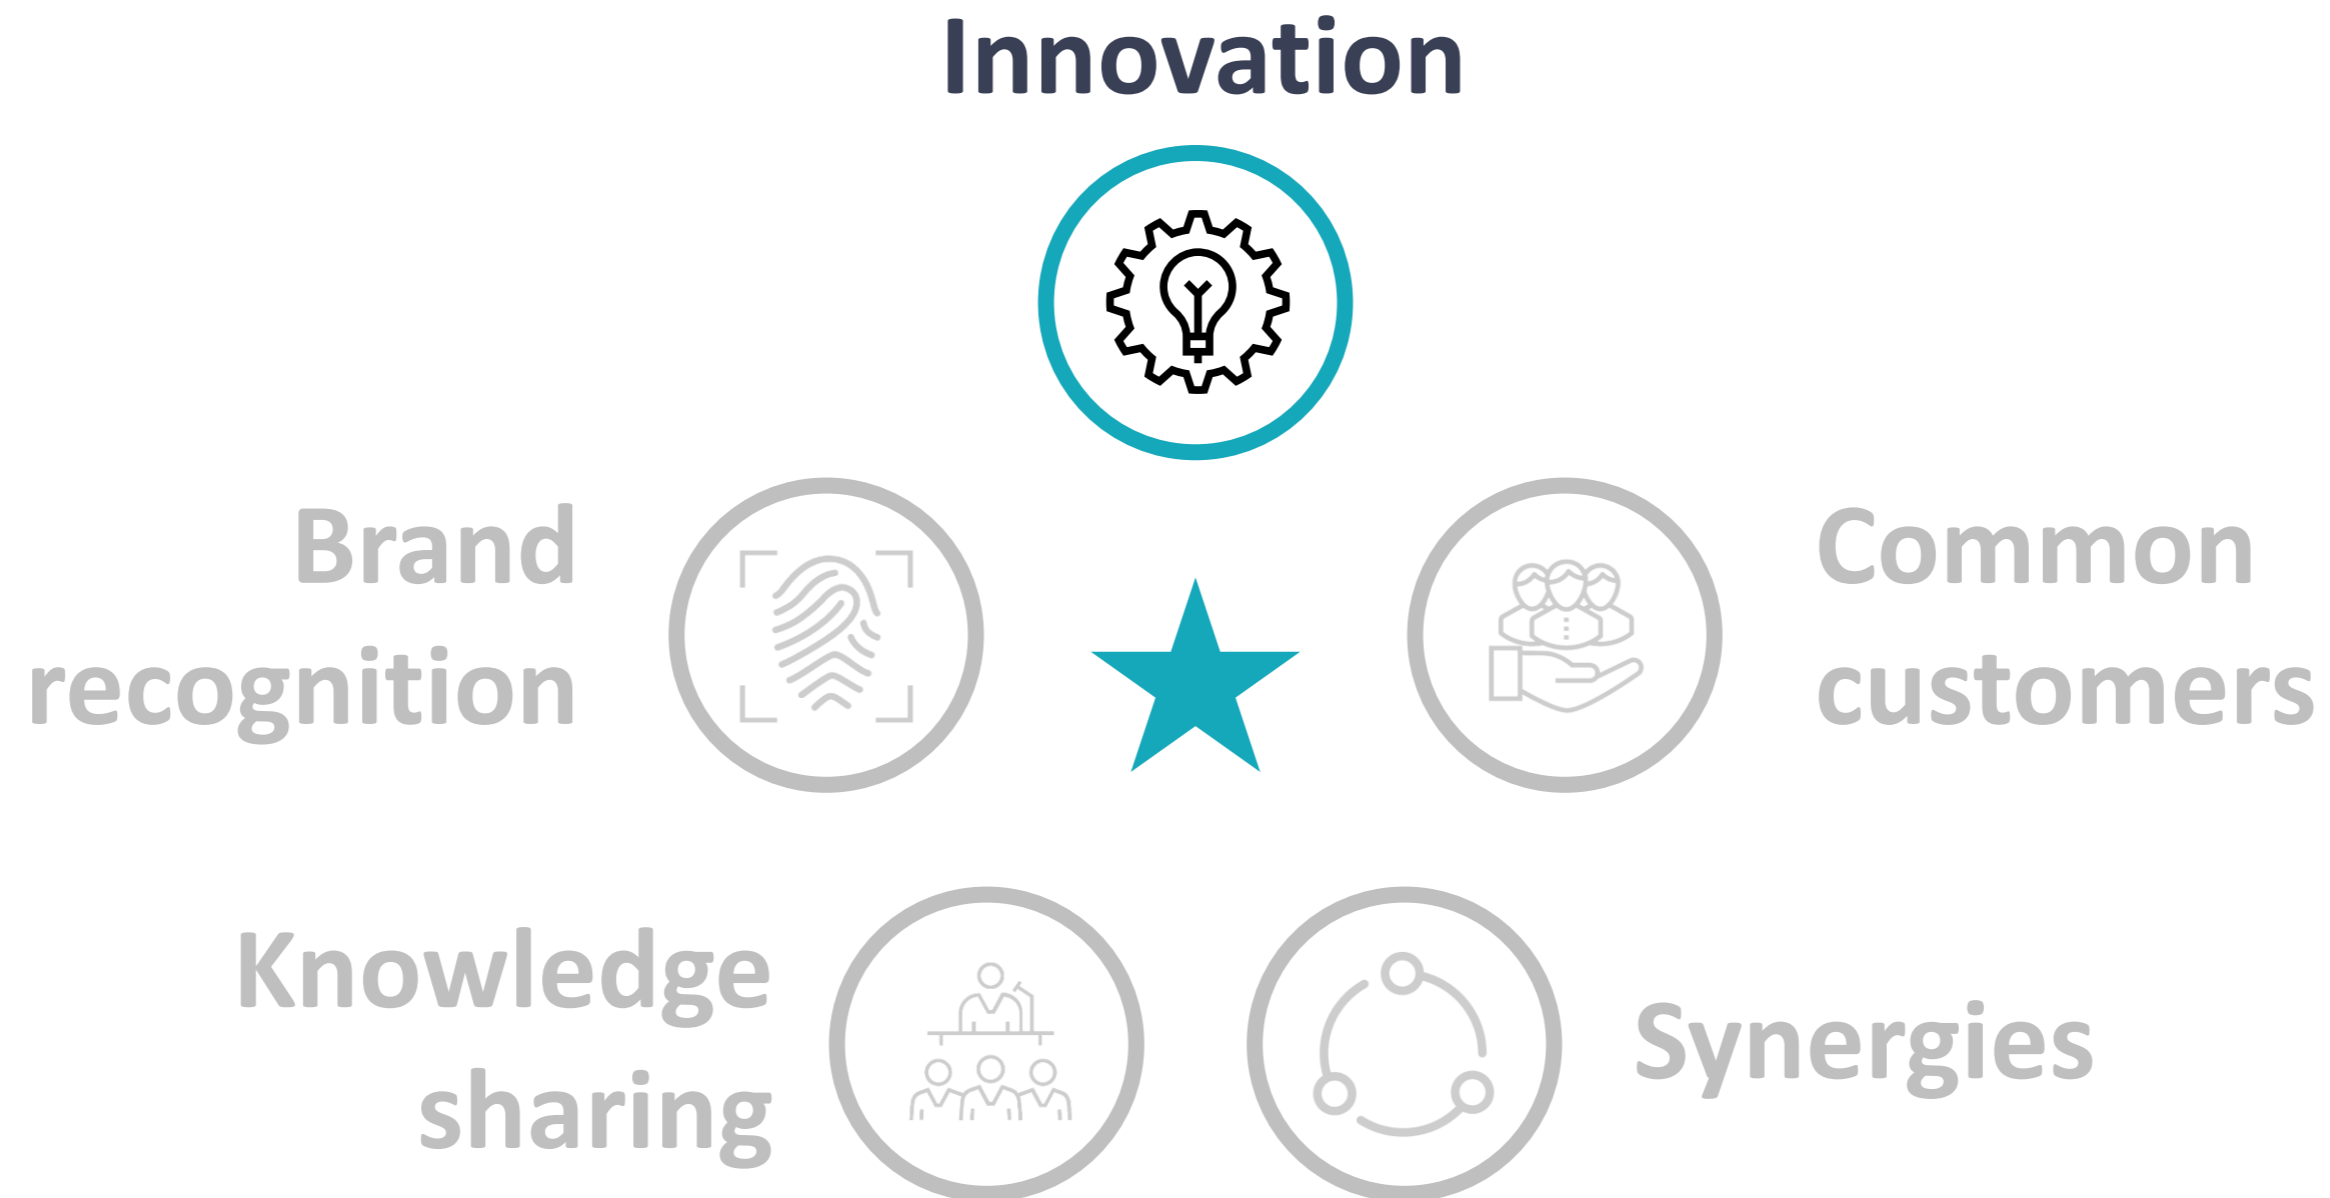 Innovation
Brand
recognition
Common
customers
Knowledge
sharing
Synergies